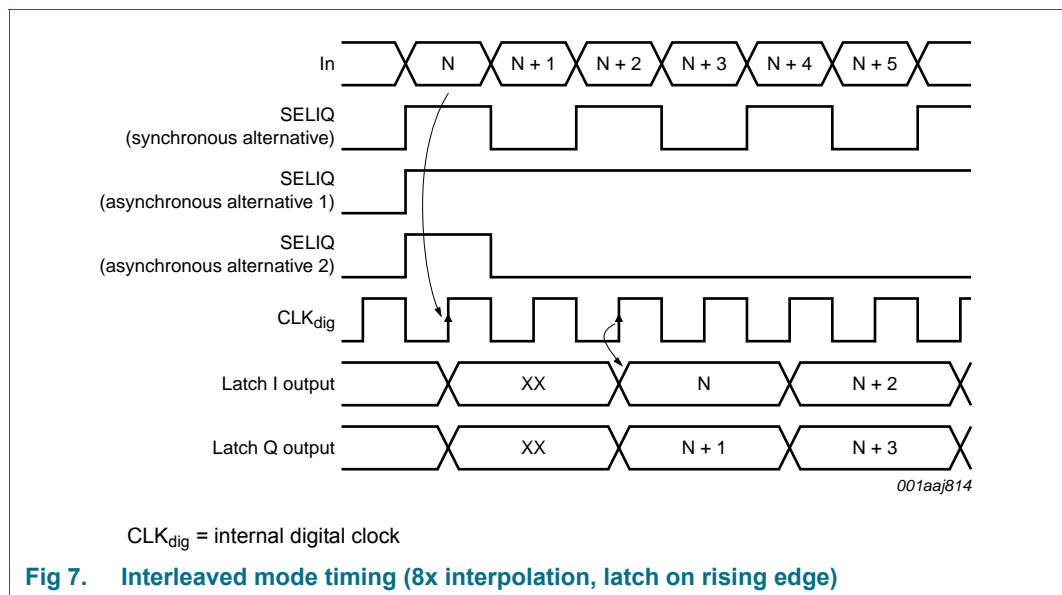 In
N
N + 1
N + 2
N + 3
N + 4
N + 5
SELIQ
(synchronous alternative)
SELIQ
(asynchronous alternative 1)
SELIQ
(asynchronous alternative 2)
CLKdig
Latch I output
XX
N
N + 2
Latch Q output
XX
N + 1
N + 3
001aaj814
CLKdig = internal digital clock
Fig 7. Interleaved mode timing (8x interpolation, latch on rising edge)